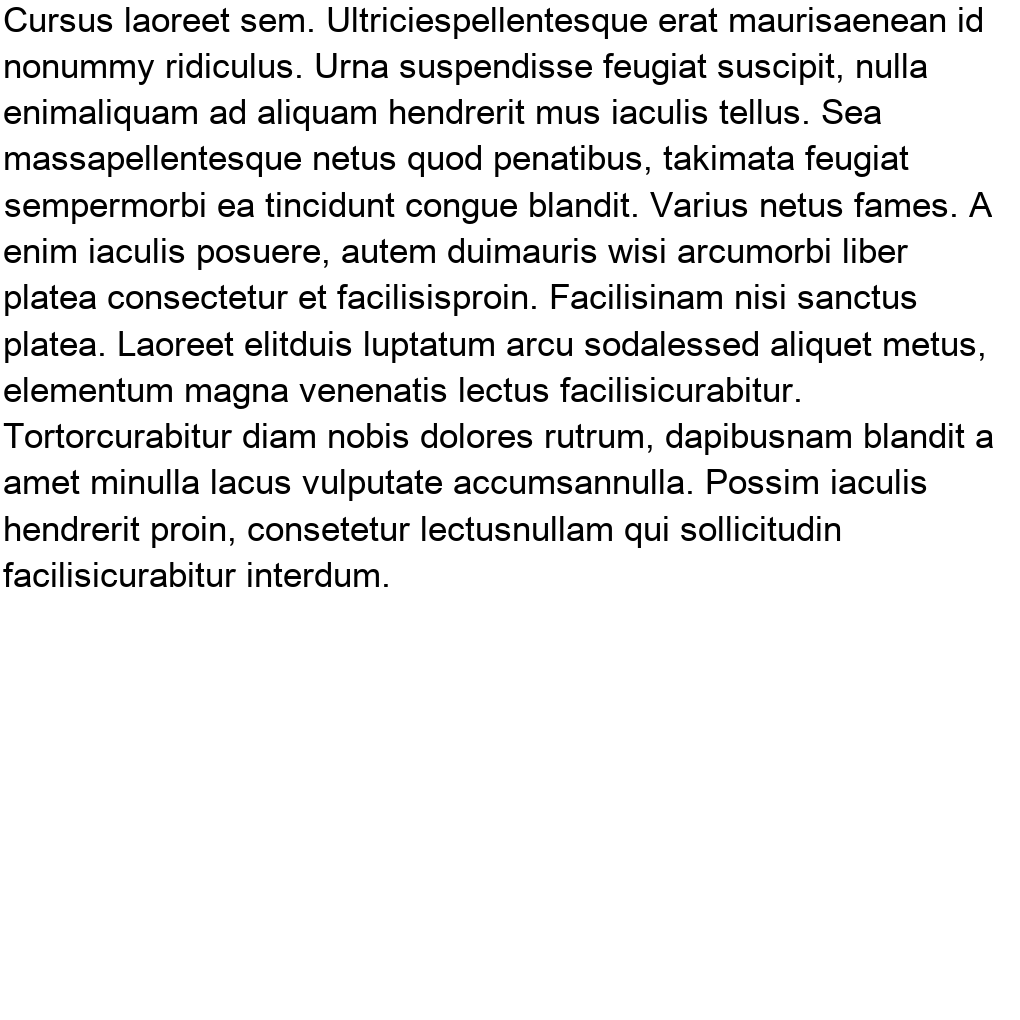 Cursus laoreet sem. Ultriciespellentesque erat maurisaenean id
nonummy ridiculus. Urna suspendisse feugiat suscipit, nulla
enimaliquam ad aliquam hendrerit mus iaculis tellus. Sea
massapellentesque netus quod penatibus, takimata feugiat
sempermorbi ea tincidunt congue blandit. Varius netus fames. A
enim iaculis posuere, autem duimauris wisi arcumorbi liber
platea consectetur et facilisisproin. Facilisinam nisi sanctus
platea. Laoreet elitduis luptatum arcu sodalessed aliquet metus,
elementum magna venenatis lectus facilisicurabitur.
Tortorcurabitur diam nobis dolores rutrum, dapibusnam blandit a
amet minulla lacus vulputate accumsannulla. Possim iaculis
hendrerit proin, consetetur lectusnullam qui sollicitudin
facilisicurabitur interdum.